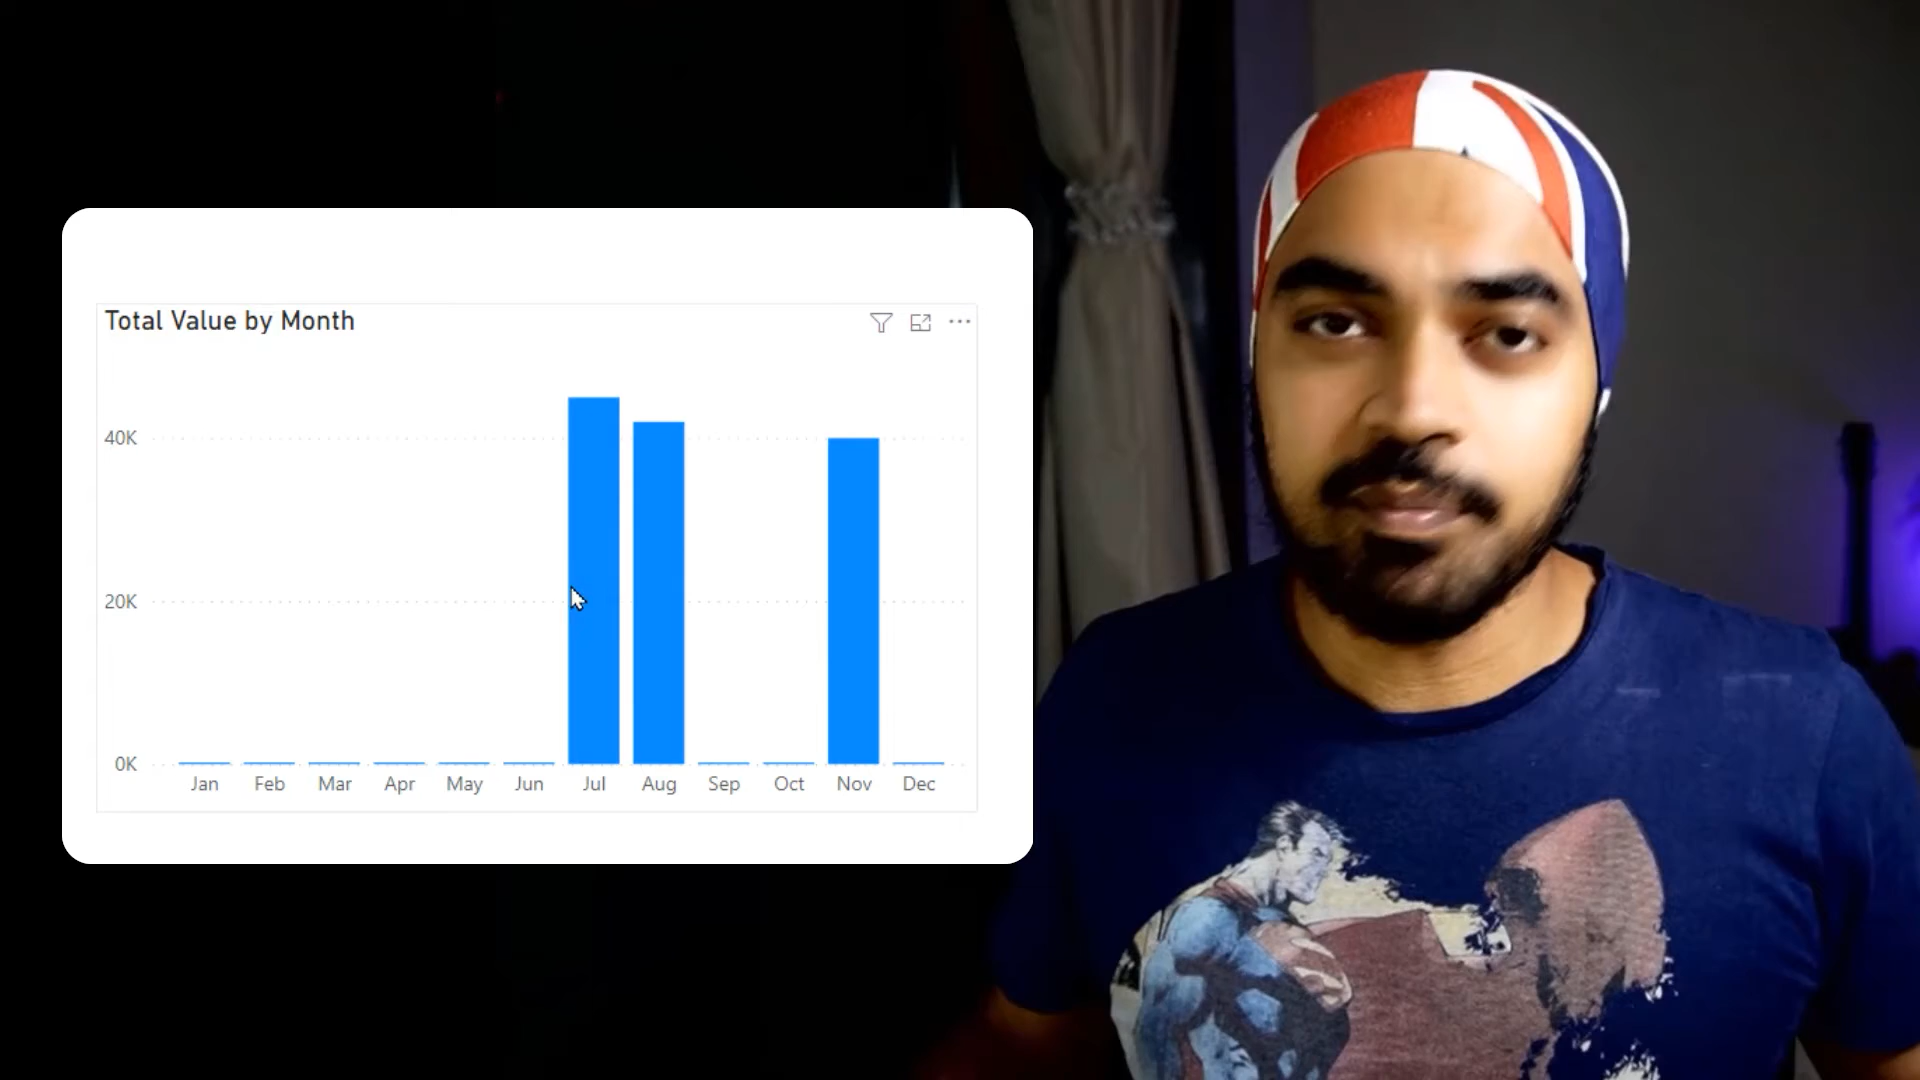 Total Value by Month
40K
20K
0K
Jan Feb Mar Apr May Jun Jul Aug Sep Oct Nov Dec